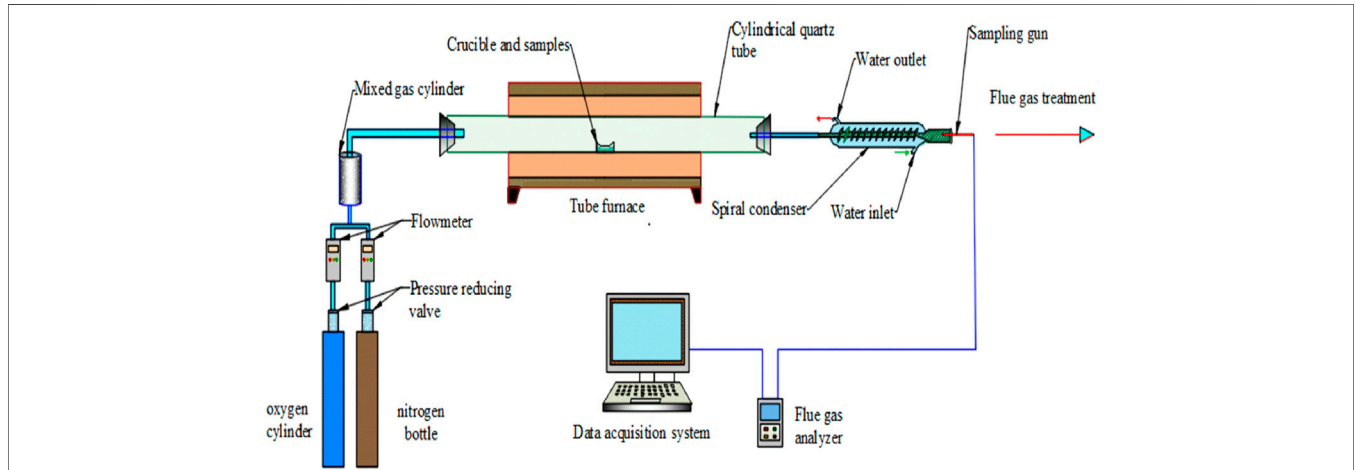 Cylindrical quartz
tube
Sampling gun
Crucible and samples
Water outlet
Mixed gas cylinder
Flue gas treatment
Tube furnace
Spiral condenser
Water inlet
Flowmeter
Pressure reducing
valve
oxygen
cylinder
nitrogen
bottle
Data acquisition system
Flue gas
analyzer